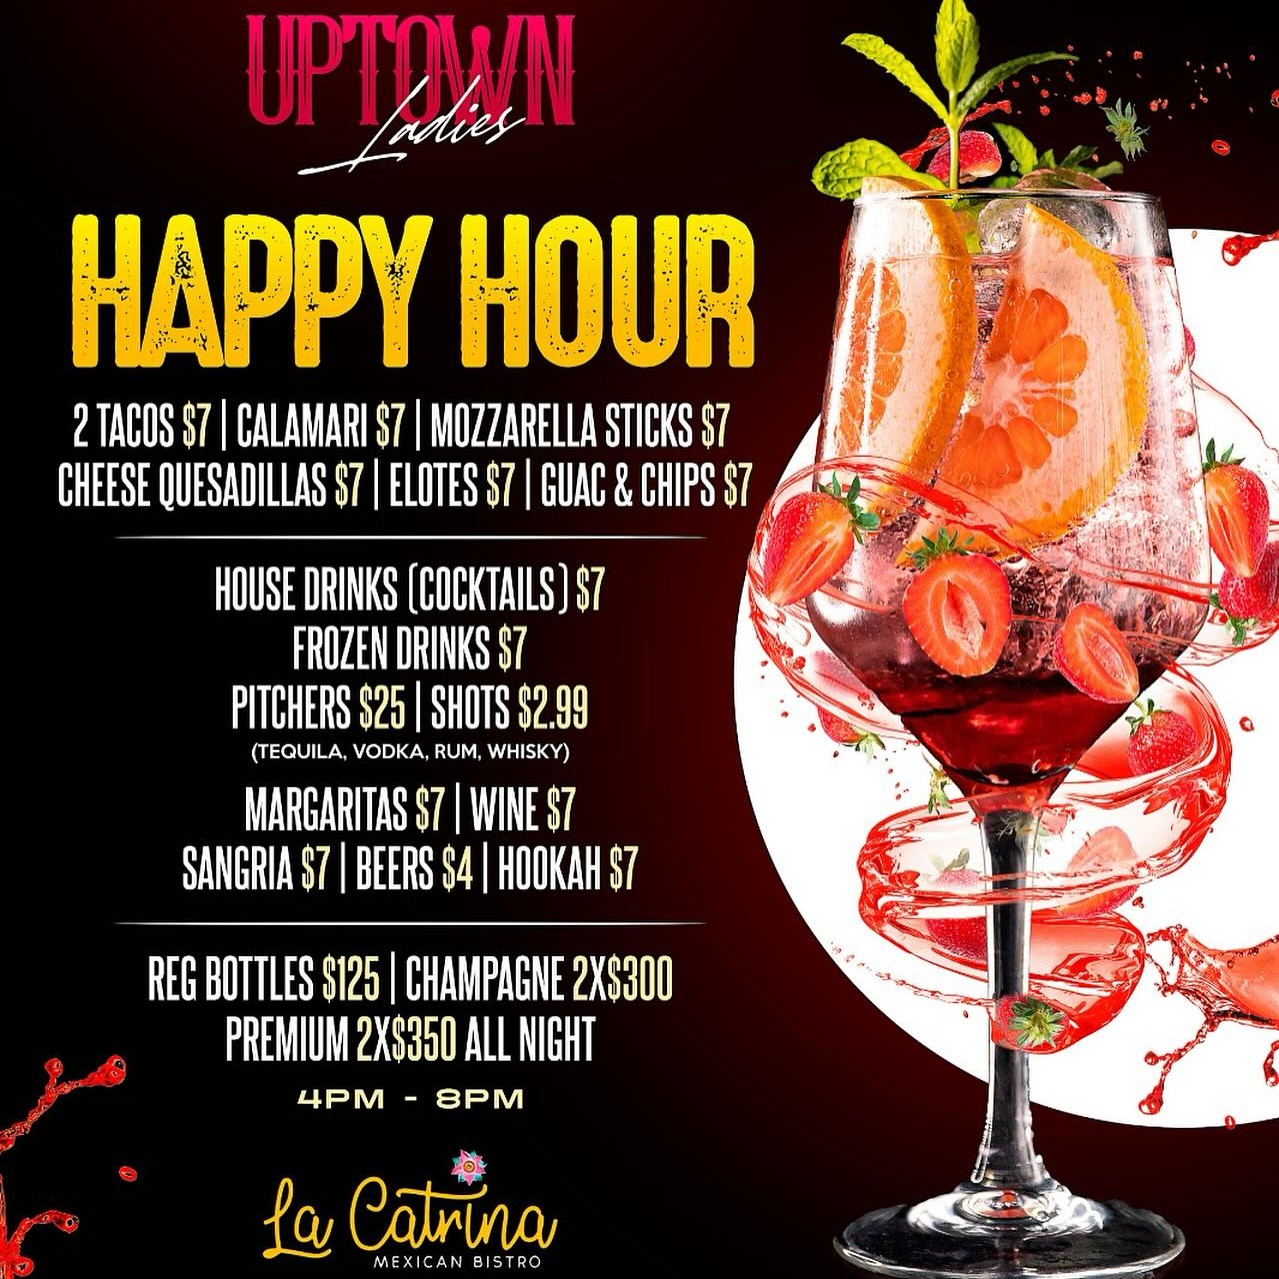 UPTOWN
Ladies
HAPPY HOUR
2 TACOS $7 | CALAMARI $7 | MOZZARELLA STICKS $7
CHEESE QUESADILLAS $7 | ELOTES $7 | GUAC & CHIPS $7
HOUSE DRINKS (COCKTAILS) $7
FROZEN DRINKS $7
PITCHERS $25 | SHOTS $2.99
(TEQUILA, VODKA, RUM, WHISKY)
MARGARITAS $7 | WINE $7
SANGRIA $7 | BEERS $4 | HOOKAH $7
REG BOTTLES $125 | CHAMPAGNE 2X$300
PREMIUM 2X$350 ALL NIGHT
4PM - 8PM
La Catrina
MEXICAN BISTRO